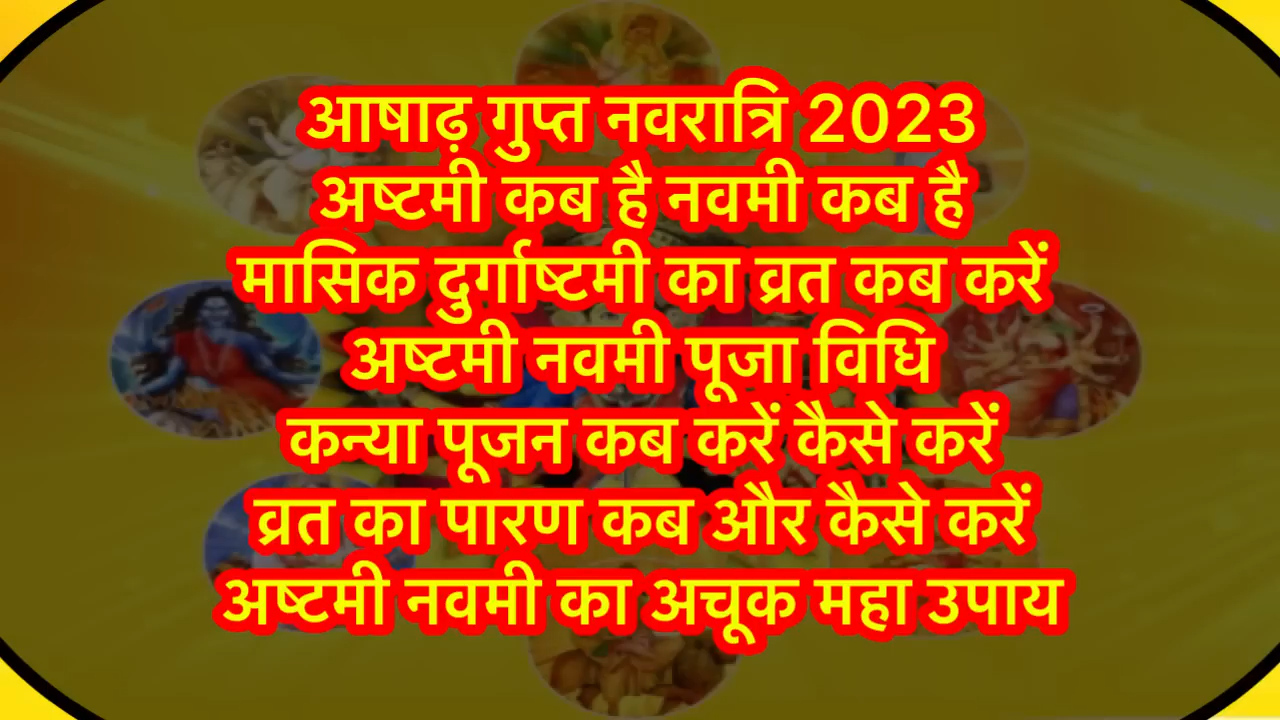 आषाढ़ गुप्त नवरात्रि 2023
अष्टमी कब है नवमी कब है
मासिक दुर्गाष्टमी का व्रत कब करें
अष्टमी नवमी पूजा विधि
कन्या पूजन कब करें कैसे करें
व्रत का पारण कब और कैसे करें
अष्टमी नवमी का अचूक महा उपाय